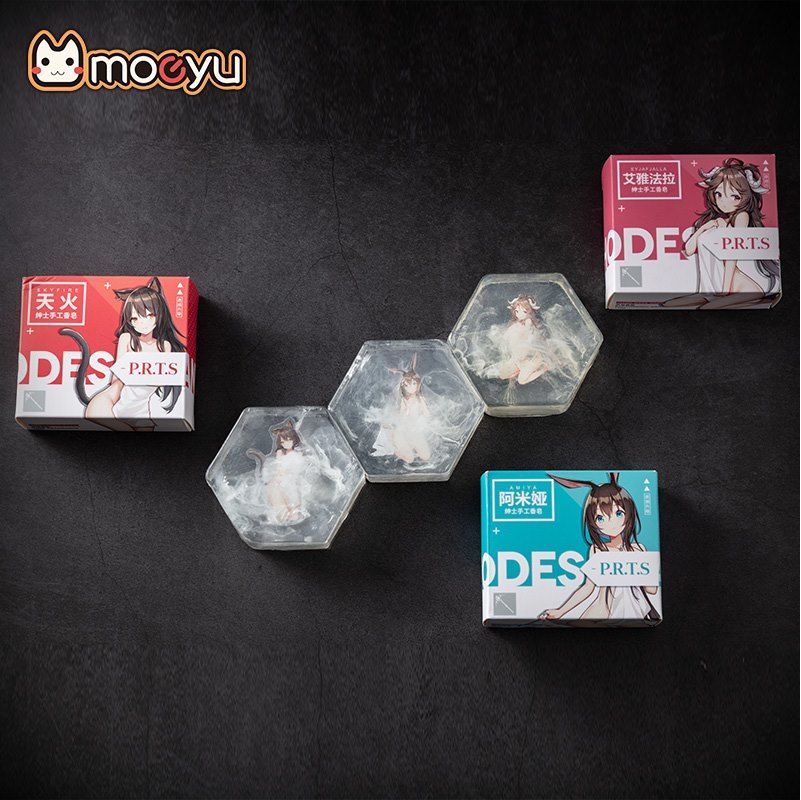 moeyu
EYJAFJALLA
艾雅法拉
绅士手工香皂
ODES
- P.R.T.S
SKYFIRE
天火
绅士手工香皂
ODES
- P.R.T.S
AMIYA
阿米娅
绅士手工香皂
ODES
- P.R.T.S